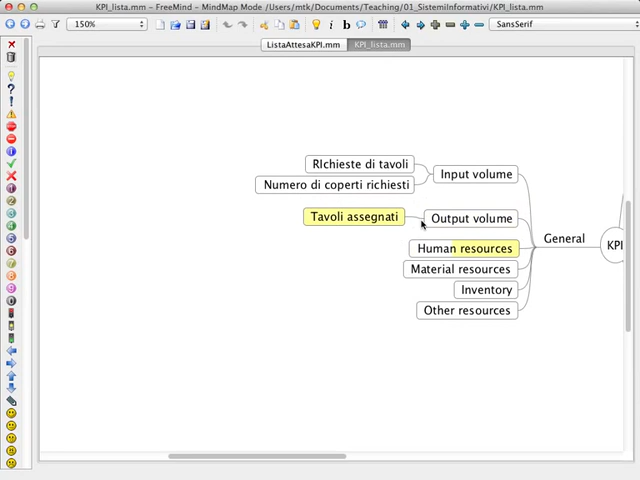 KPI_lista.mm – FreeMind – MindMap Mode /Users/mtk/Documents/Teaching/01_SistemiInformativi/KPI_lista.mm
150%
SansSerif
ListaAttesaKPI.mm
KPI_lista.mm
RIchieste di tavoli
Numero di coperti richiesti
Input volume
Tavoli assegnati
Output volume
Human resources
Material resources
Inventory
Other resources
General
KPI